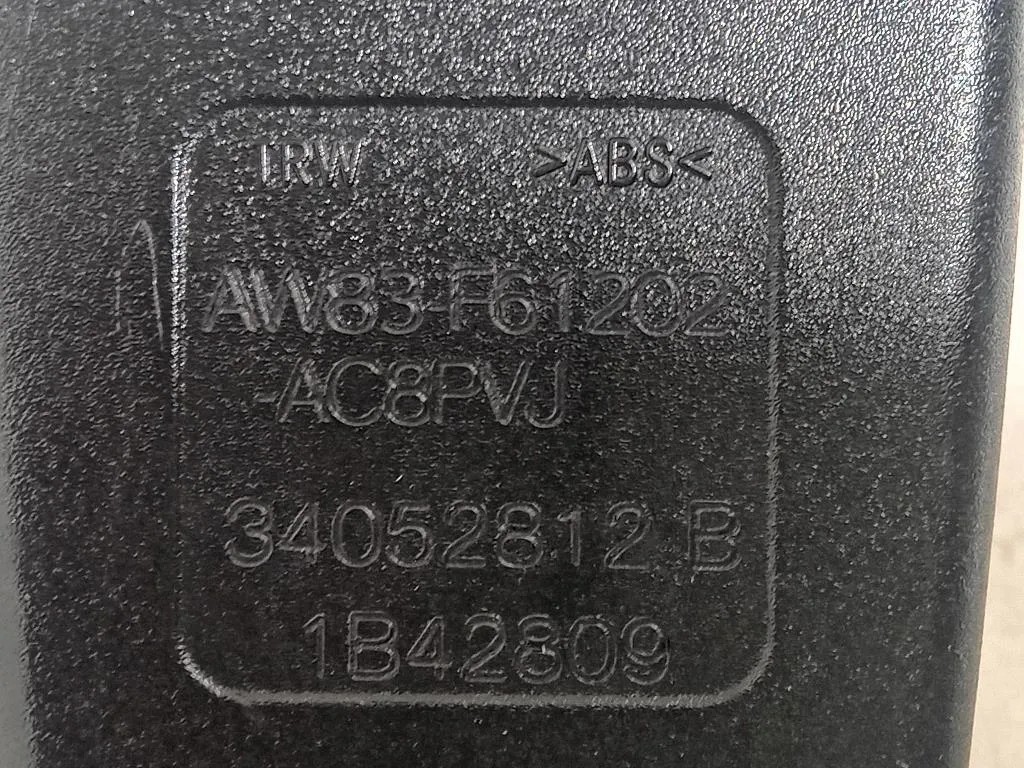 TRW >ABS<
AW83-F61202
-AC8PVJ
34052812 B
1B42809